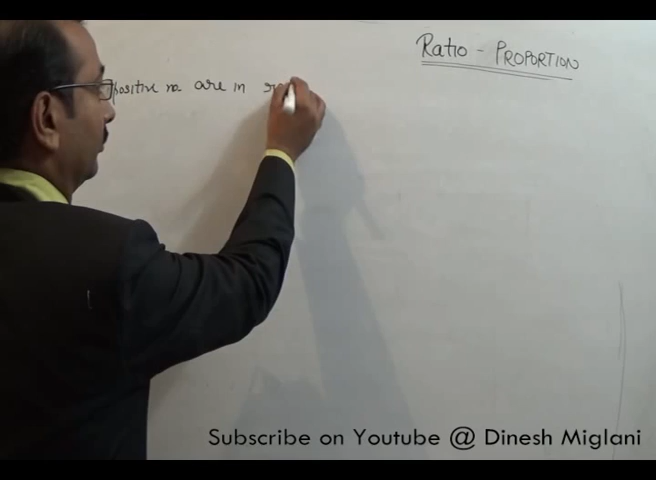 Ratio - PROPORTION
positive no. are in
Subscribe on Youtube @ Dinesh Miglani